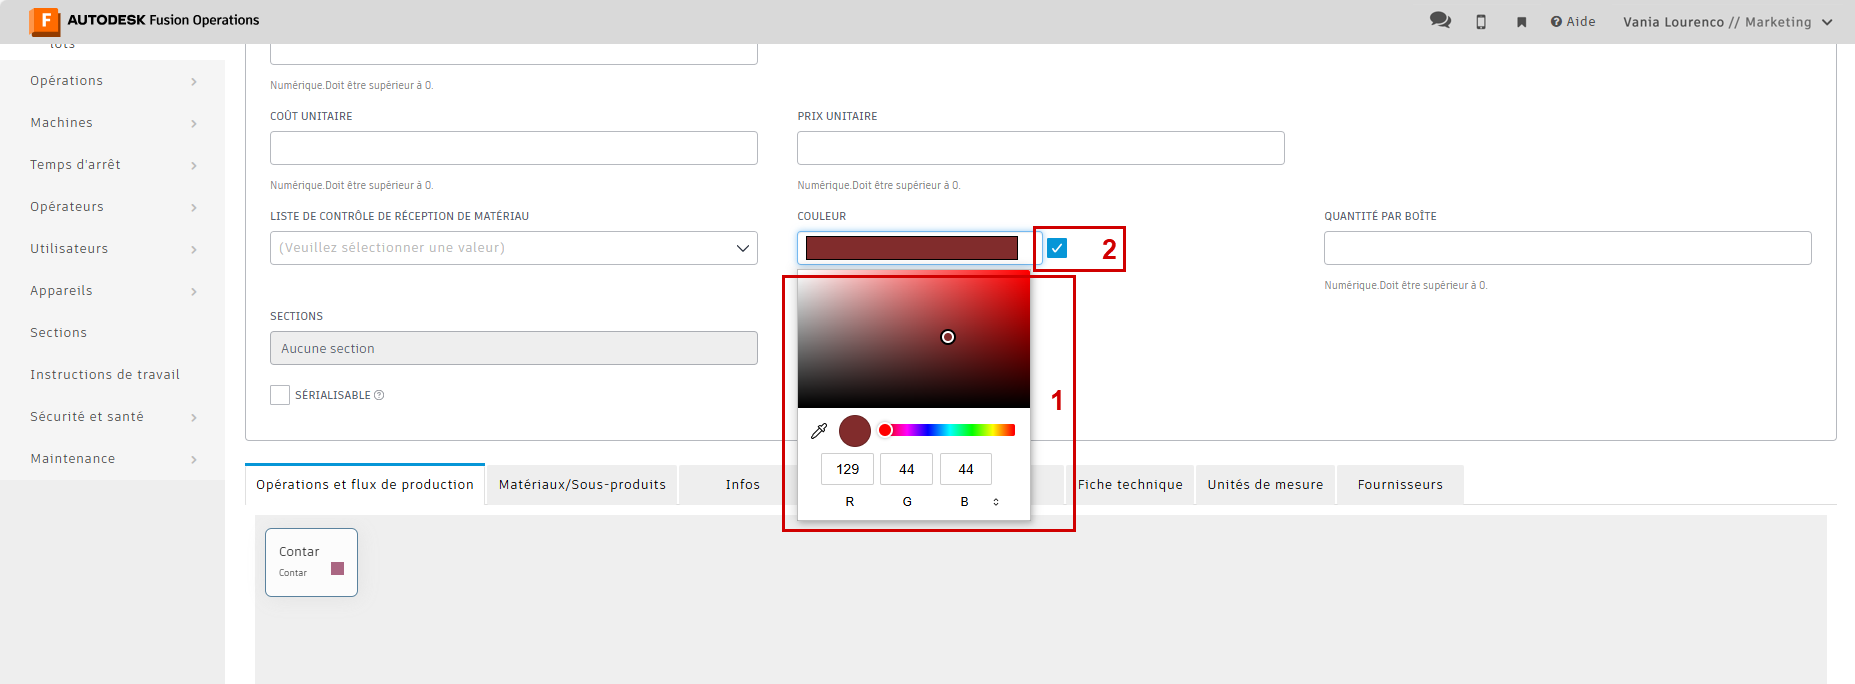 F AUTODESK Fusion Operations
Aide
Vania Lourenco // Marketing
lots
Opérations
Machines
Temps d'arrêt
Opérateurs
Utilisateurs
Appareils
Sections
Instructions de travail
Sécurité et santé
Maintenance
Numérique.Doit être supérieur à 0.
COÛT UNITAIRE
PRIX UNITAIRE
Numérique.Doit être supérieur à 0.
Numérique.Doit être supérieur à 0.
LISTE DE CONTRÔLE DE RÉCEPTION DE MATÉRIAU
COULEUR
QUANTITÉ PAR BOÎTE
(Veuillez sélectionner une valeur)
2
Numérique.Doit être supérieur à 0.
SECTIONS
Aucune section
SÉRIALISABLE
1
129 44 44
R G B
Opérations et flux de production
Matériaux/Sous-produits
Infos
Fiche technique
Unités de mesure
Fournisseurs
Contar
Contar